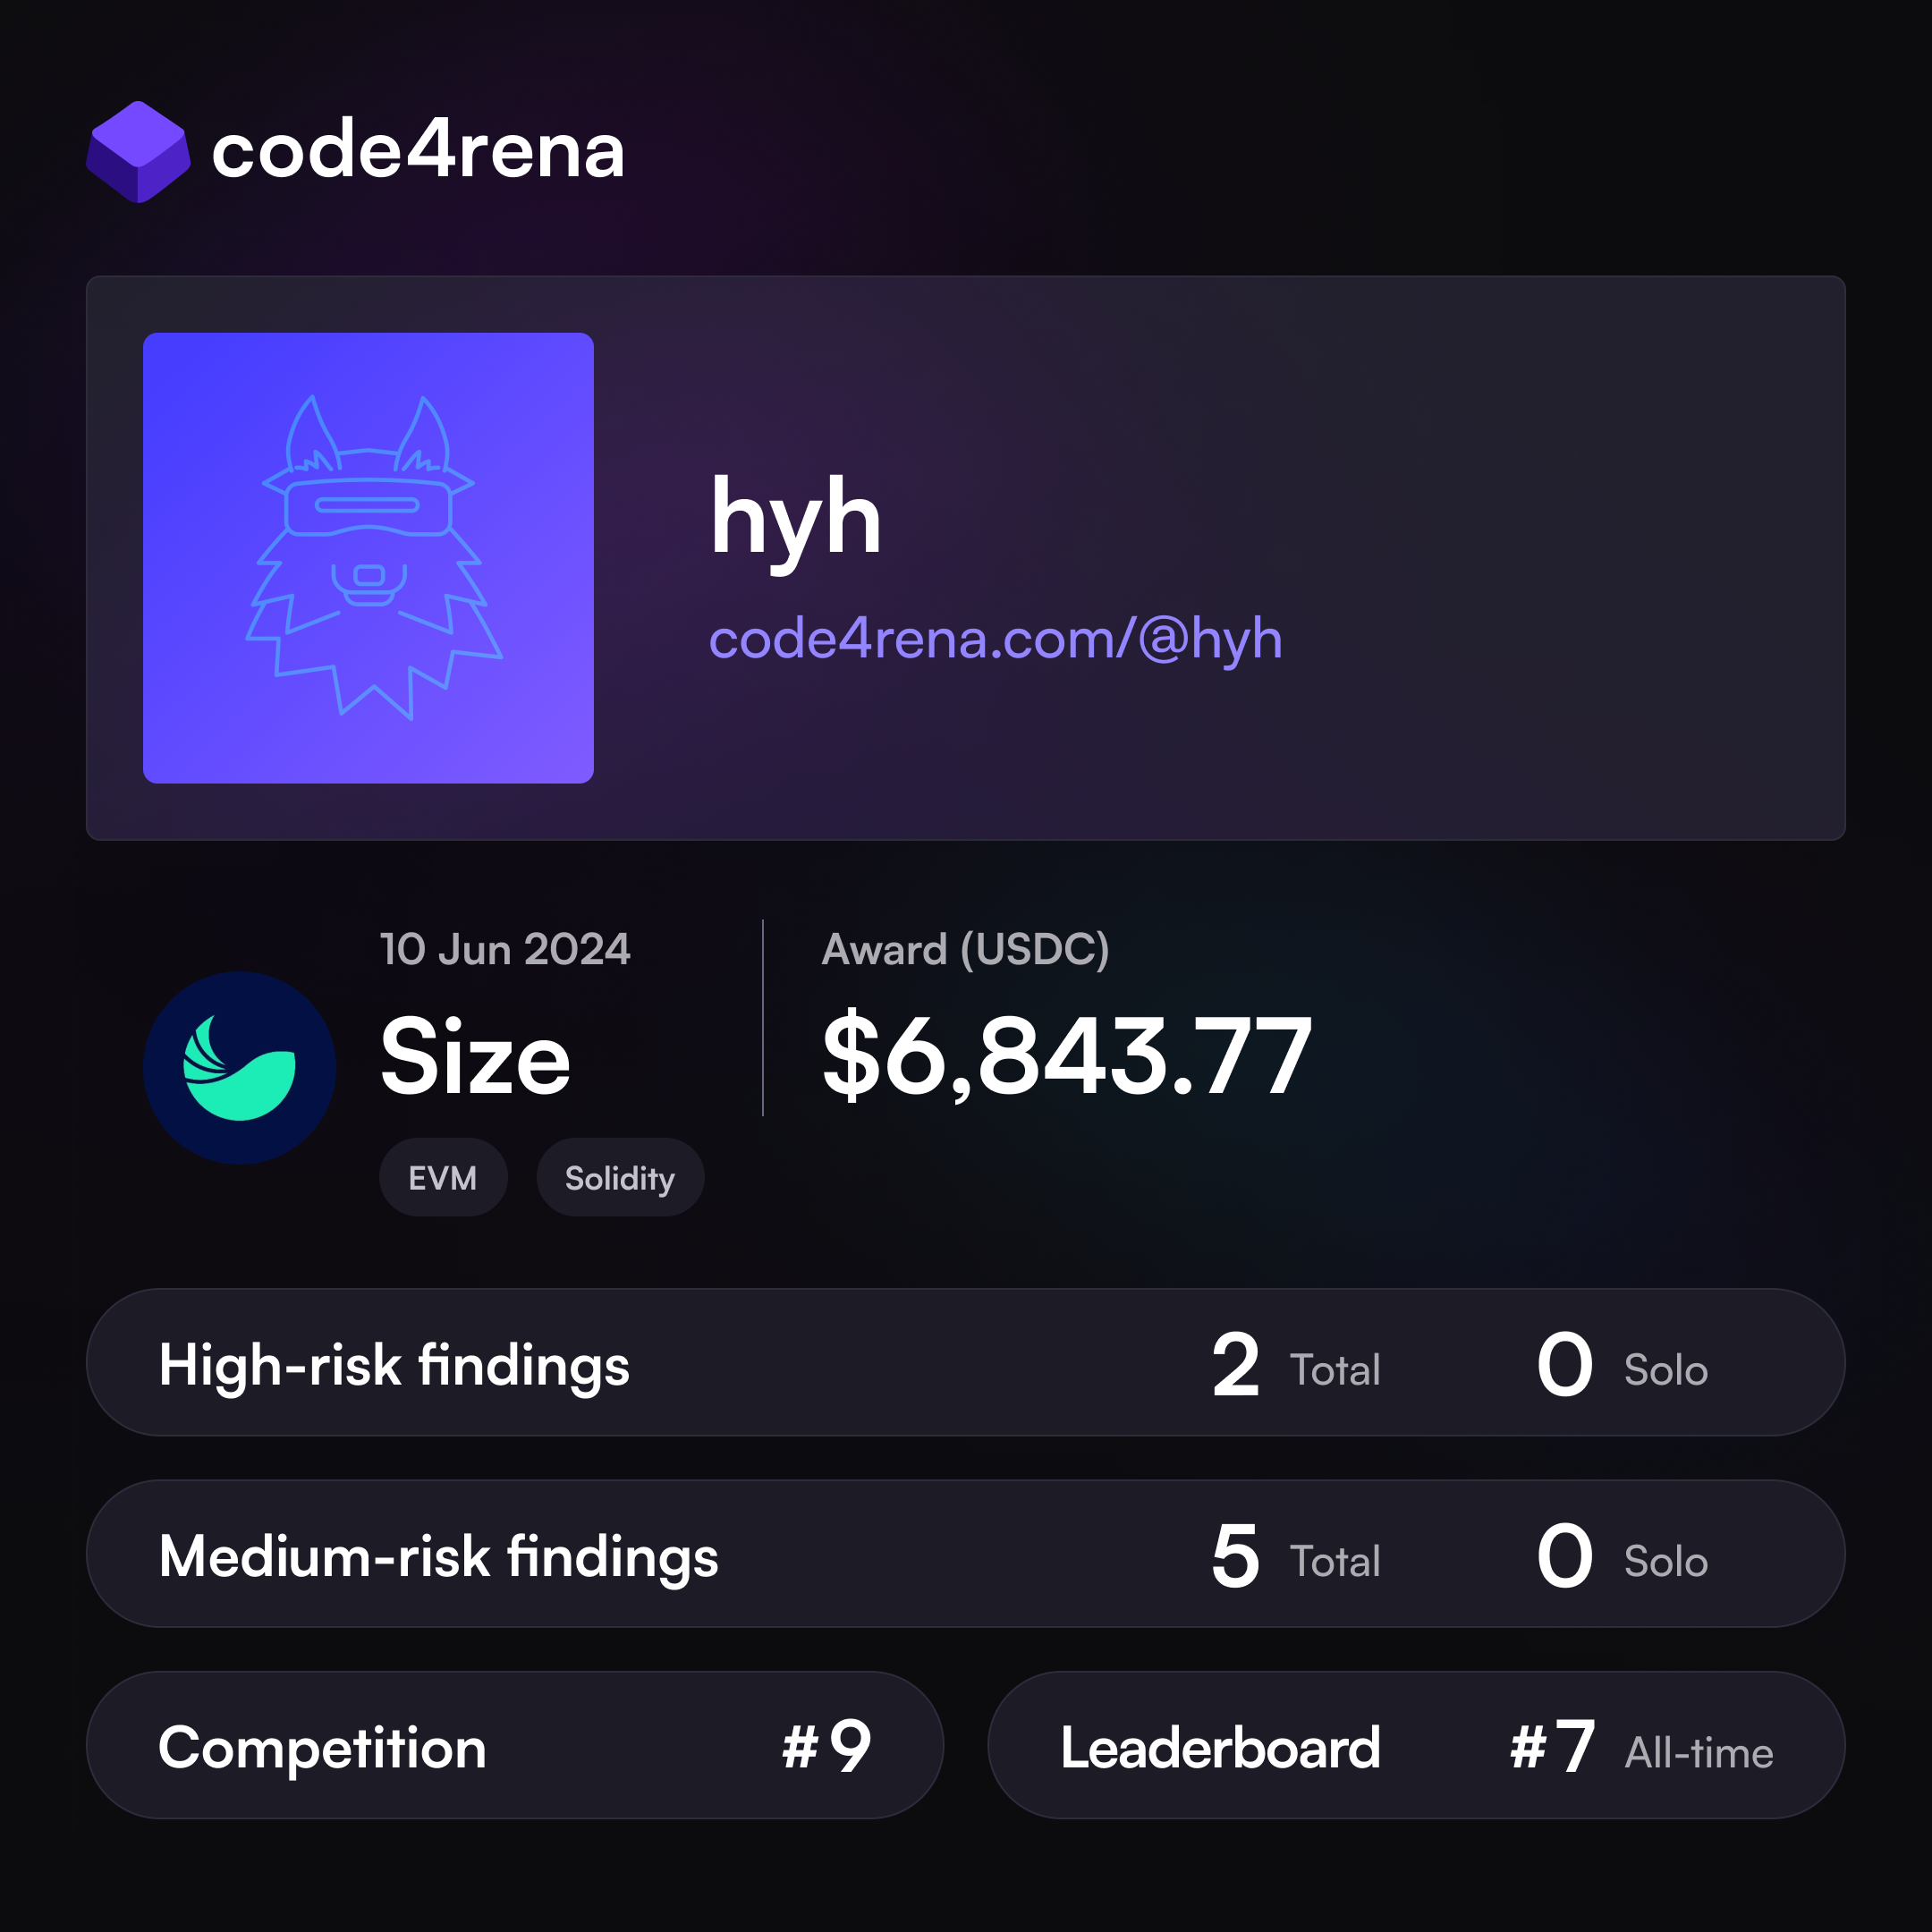 code4rena
hyh
code4rena.com/@hyh
10 Jun 2024
Size
EVM Solidity
Award (USDC)
$6,843.77
High-risk findings 2 Total 0 Solo
Medium-risk findings 5 Total 0 Solo
Competition #9
Leaderboard #7 All-time